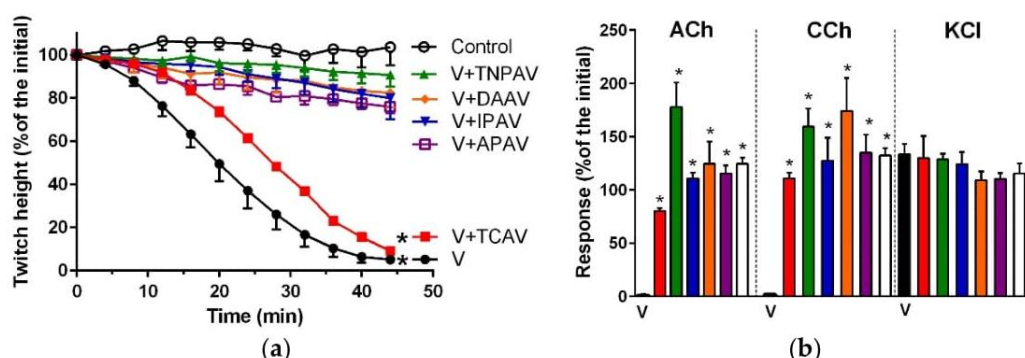 Twitch height (% of the initial)
120
100
80
60
40
20
0
0
10
20
30
40
50
Time (min)
Control
V+TNPAV
V+DAAV
V+IPAV
V+APAV
V+TCAV
V
*
*
(a)
ACh
CCh
KCl
Response (%of the initial)
250
200
150
100
50
0
*
*
*
*
*
*
*
*
*
*
*
*
V
V
V
(b)